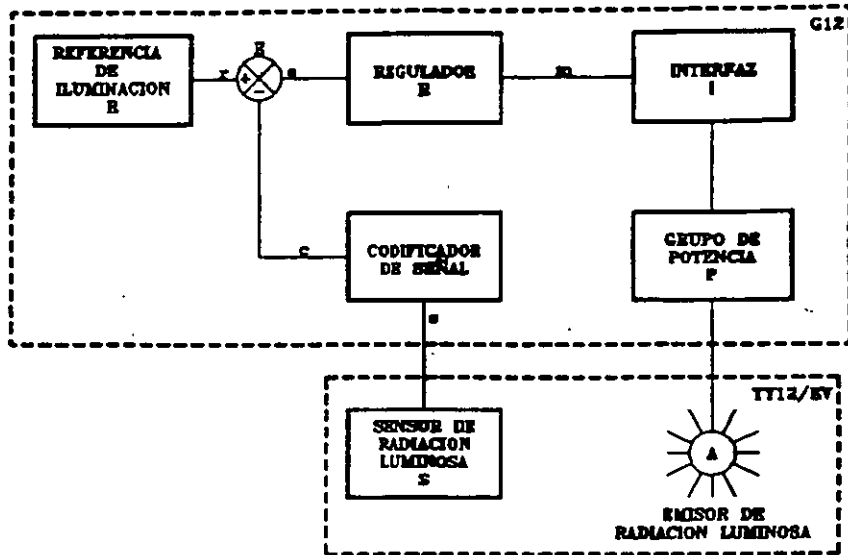 G12
REFERENCIA
DE
ILUMINACION
R
r
E
+
-
e
REGULADOR
R
m
INTERFAZ
I
c
CODIFICADOR
DE SEÑAL
GRUPO DE
POTENCIA
P
s
TY12/EV
SENSOR DE
RADIACION
LUMINOSA
S
A
EMISOR DE
RADIACION LUMINOSA